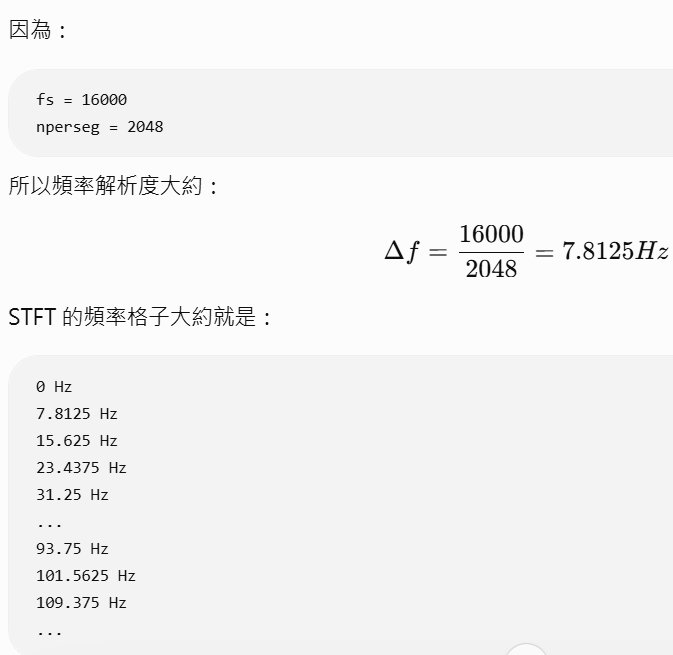 因為：
fs = 16000
nperseg = 2048
所以頻率解析度大約：
Δf = 16000/2048 = 7.8125Hz
STFT 的頻率格子大約就是：
0 Hz
7.8125 Hz
15.625 Hz
23.4375 Hz
31.25 Hz
...
93.75 Hz
101.5625 Hz
109.375 Hz
...